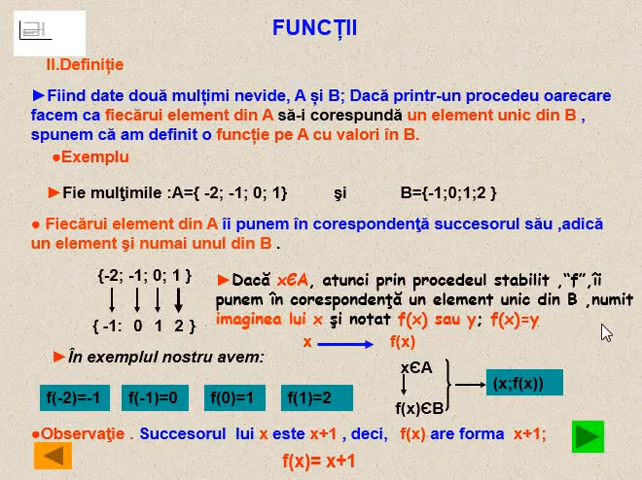 FUNCȚII
II.Definiție
►Fiind date două mulțimi nevide, A și B; Dacă printr-un procedeu oarecare
facem ca fiecărui element din A să-i corespundă un element unic din B ,
spunem că am definit o funcție pe A cu valori în B.
●Exemplu
►Fie mulţimile :A={ -2; -1; 0; 1} şi B={-1;0;1;2 }
● Fiecărui element din A îi punem în corespondenţă succesorul său ,adică
un element şi numai unul din B .
{-2; -1; 0; 1 }
{ -1: 0 1 2 }
►Dacă xЄA, atunci prin procedeul stabilit ,“f”,îi
punem în corespondenţă un element unic din B ,numit
imaginea lui x şi notat f(x) sau y; f(x)=y
x f(x)
►În exemplul nostru avem:
xЄA
f(x)ЄB
(x;f(x))
f(-2)=-1 f(-1)=0 f(0)=1 f(1)=2
●Observaţie . Succesorul lui x este x+1 , deci, f(x) are forma x+1;
f(x)= x+1